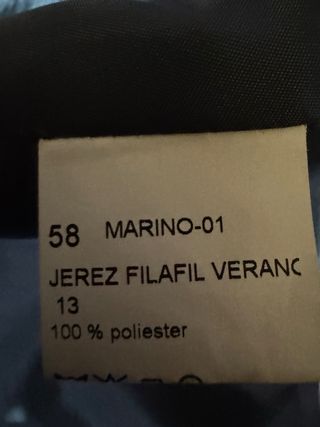 58 MARINO-01
JEREZ FILAFIL VERANO
13
100 % poliester